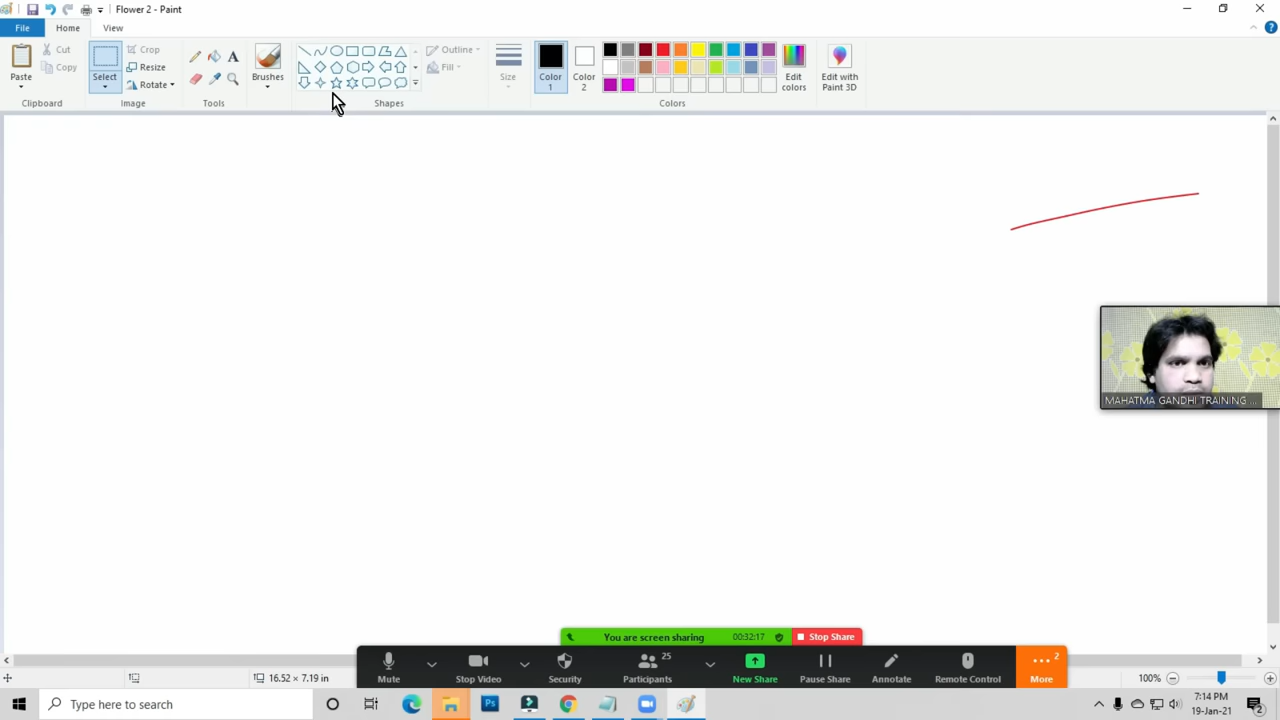 Flower 2 - Paint
File
Home
View
Paste
Cut
Copy
Clipboard
Select
Crop
Resize
Rotate
Image
A
Tools
Brushes
Shapes
Outline
Fill
Size
Color 1
Color 2
Colors
Edit colors
Edit with Paint 3D
MAHATMA GANDHI TRAINING ...
You are screen sharing
00:32:17
Stop Share
Mute
Stop Video
Security
Participants
25
New Share
Pause Share
Annotate
Remote Control
More
2
16.52 × 7.19 in
100%
Type here to search
Ps
7:14 PM
19-Jan-21
2